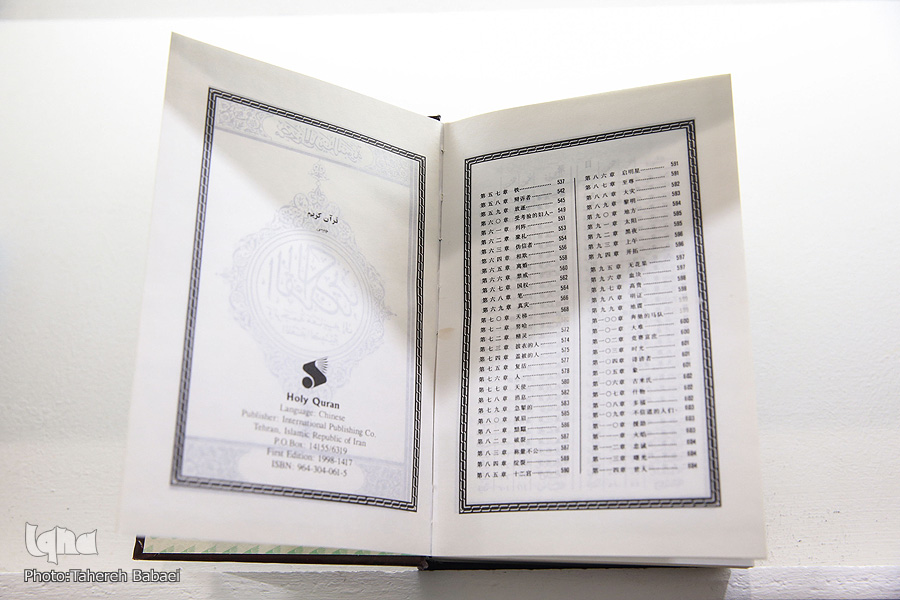 قرآن کریم
Holy Quran
Language: Chinese
Publisher: International Publishing Co.
Tehran, Islamic Republic of Iran
P.O.Box: 14155/6319
First Edition: 1998-1417
ISBN: 964-304-061-5
第五七章 铁 537
第五八章 辩诉者 542
第五九章 放逐 545
第六〇章 受考验的妇人 549
第六一章 列阵 551
第六二章 聚礼 553
第六三章 伪信者 554
第六四章 相欺 556
第六五章 离婚 558
第六六章 禁戒 560
第六七章 国权 562
第六八章 笔 564
第六九章 真灾 566
第七〇章 天梯 568
第七一章 努哈
第七二章 精灵 572
第七三章 披衣的人 574
第七四章 盖被的人 575
第七五章 复活 577
第七六章 人 578
第七七章 天使 580
第七八章 消息 582
第七九章 急掣的 583
第八〇章 皱眉 585
第八一章 黯黜 586
第八二章 破裂 587
第八三章 称量不公 587
第八四章 绽裂 589
第八五章 十二宫 590
第八六章 启明星 591
第八七章 至尊 591
第八八章 大灾 592
第八九章 黎明 593
第九〇章 地方 594
第九一章 太阳 595
第九二章 黑夜
第九三章 上午 596
第九四章 开拓 596
第九五章 无花果 597
第九六章 血块 597
第九七章 高贵
第九八章 明证
第九九章 地震
第一〇〇章 奔驰的马队
第一〇一章 大难 600
第一〇二章 竞赛富庶 600
第一〇三章 时光 601
第一〇四章 诽谤者 601
第一〇五章 象 601
第一〇六章 古来氏 602
第一〇七章 什物 602
第一〇八章 多福 602
第一〇九章 不信道的人们
第一一〇章 援助
第一一一章 火焰
第一一二章 忠诚 604
第一一三章 曙光 604
第一一四章 世人 604
iqna
Photo:Tahereh Babaei